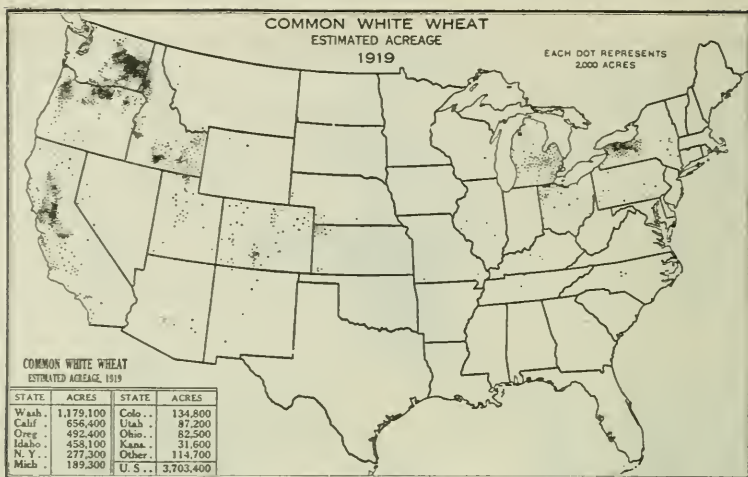 COMMON WHITE WHEAT
ESTIMATED ACREAGE
1919
EACH DOT REPRESENTS
2,000 ACRES
COMMON WHITE WHEAT
ESTIMATED ACREAGE, 1919
STATE ACRES STATE ACRES
Wash. 1,179,100 Colo.. 134,800
Calif. 656,400 Utah. 87,200
Oreg. 492,400 Ohio.. 82,500
Idaho. 458,100 Kans. 31,600
N. Y.. 277,300 Other. 114,700
Mich. 189,300 U. S.. 3,703,400